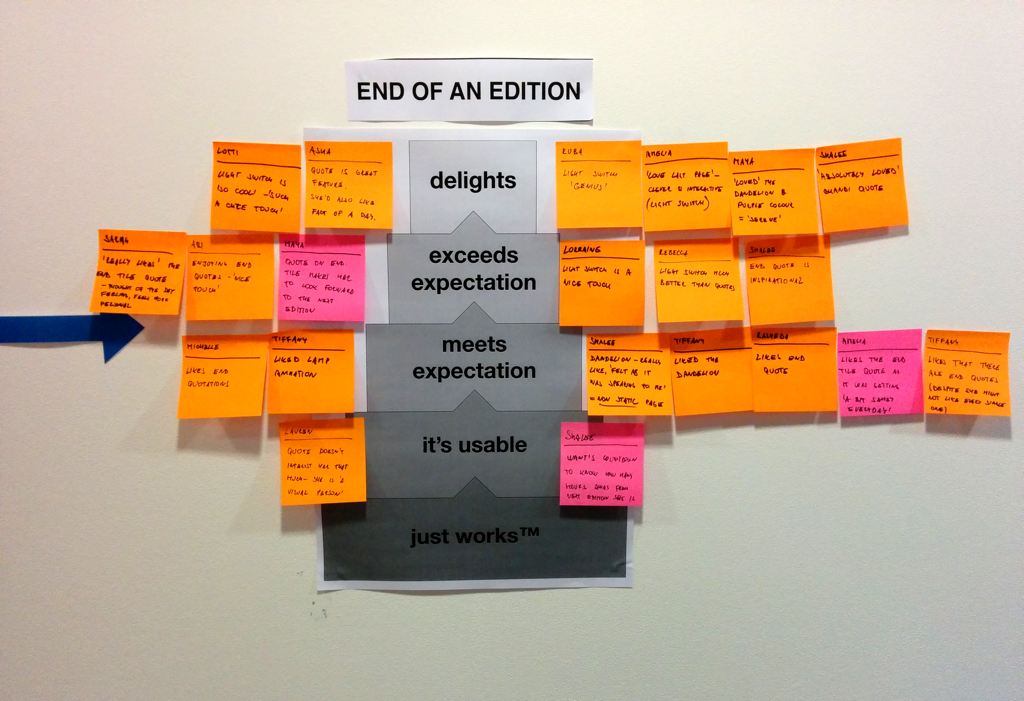 END OF AN EDITION
LOTTI
LIGHT SWITCH IS
'SO COOL' - 'SUCH
A CUTE TOUCH'
ASHA
QUOTE IS GREAT
FEATURE,
SHE'D ALSO LIKE
FACT OF A DAY.
delights
RUBA
LIGHT SWITCH
'GENIUS'
AMELIA
'LOVE LAST PAGE' -
CLEVER & INTERACTIVE
(LIGHT SWITCH)
MAYA
'LOVED' THE
DANDELION &
PURPLE COLOUR
= 'SERENE'
SHALEE
'ABSOLUTELY LOVED'
GHANDI QUOTE
SARAH
'REALLY LIKES' THE
END TILE QUOTE
- THOUGHT OF THE DAY
FEELING, FEEL MORE
PERSONAL
ABI
ENJOYING END
QUOTES - 'NICE
TOUCH'
MAYA
QUOTE ON END
TILE MAKES HER
TO LOOK FORWARD
TO THE NEXT
EDITION
exceeds
expectation
LORRAINE
LIGHT SWITCH IS A
NICE TOUCH
REBECCA
LIGHT SWITCH MUCH
BETTER THAN QUOTES
SHALEE
END QUOTE IS
INSPIRATIONAL
MICHELLE
LIKES END
QUOTATIONS
TIFFANY
LIKED LAMP
ANIMATION
meets
expectation
SHALEE
DANDELION - REALLY
LIKE, 'FELT AS IT
WAS SPEAKING TO ME'
= NON STATIC PAGE
TIFFANY
LIKED THE
DANDELION
RASHEDA
LIKES END
QUOTE
AMELIA
LIKES THE END
TILE QUOTE AS
IT WAS GETTING
'A BIT SAMEY
EVERYDAY'
TIFFANY
LIKES THAT THERE
ARE END QUOTES
(DESPITE SHE MIGHT
NOT LIKE EVERY SINGLE
ONE)
LAUREN
QUOTE DOESN'T
INTEREST HER THAT
MUCH - SHE IS A
'VISUAL PERSON'
it's usable
SHALEE
WANTS COUNTDOWN
TO KNOW HOW MANY
HOURS AWAY FROM
NEXT EDITION SHE IS
just works™